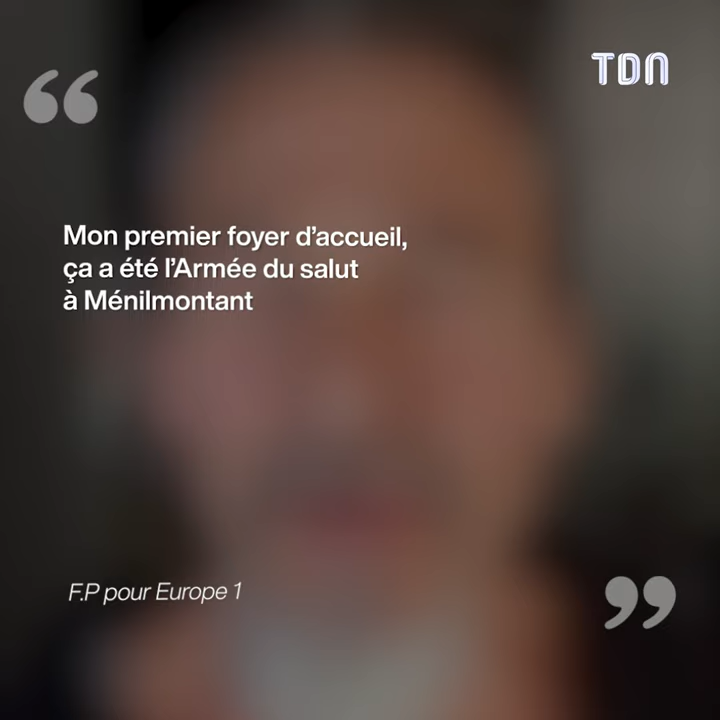 TDN
“
Mon premier foyer d’accueil,
ça a été l’Armée du salut
à Ménilmontant
F.P pour Europe 1
”